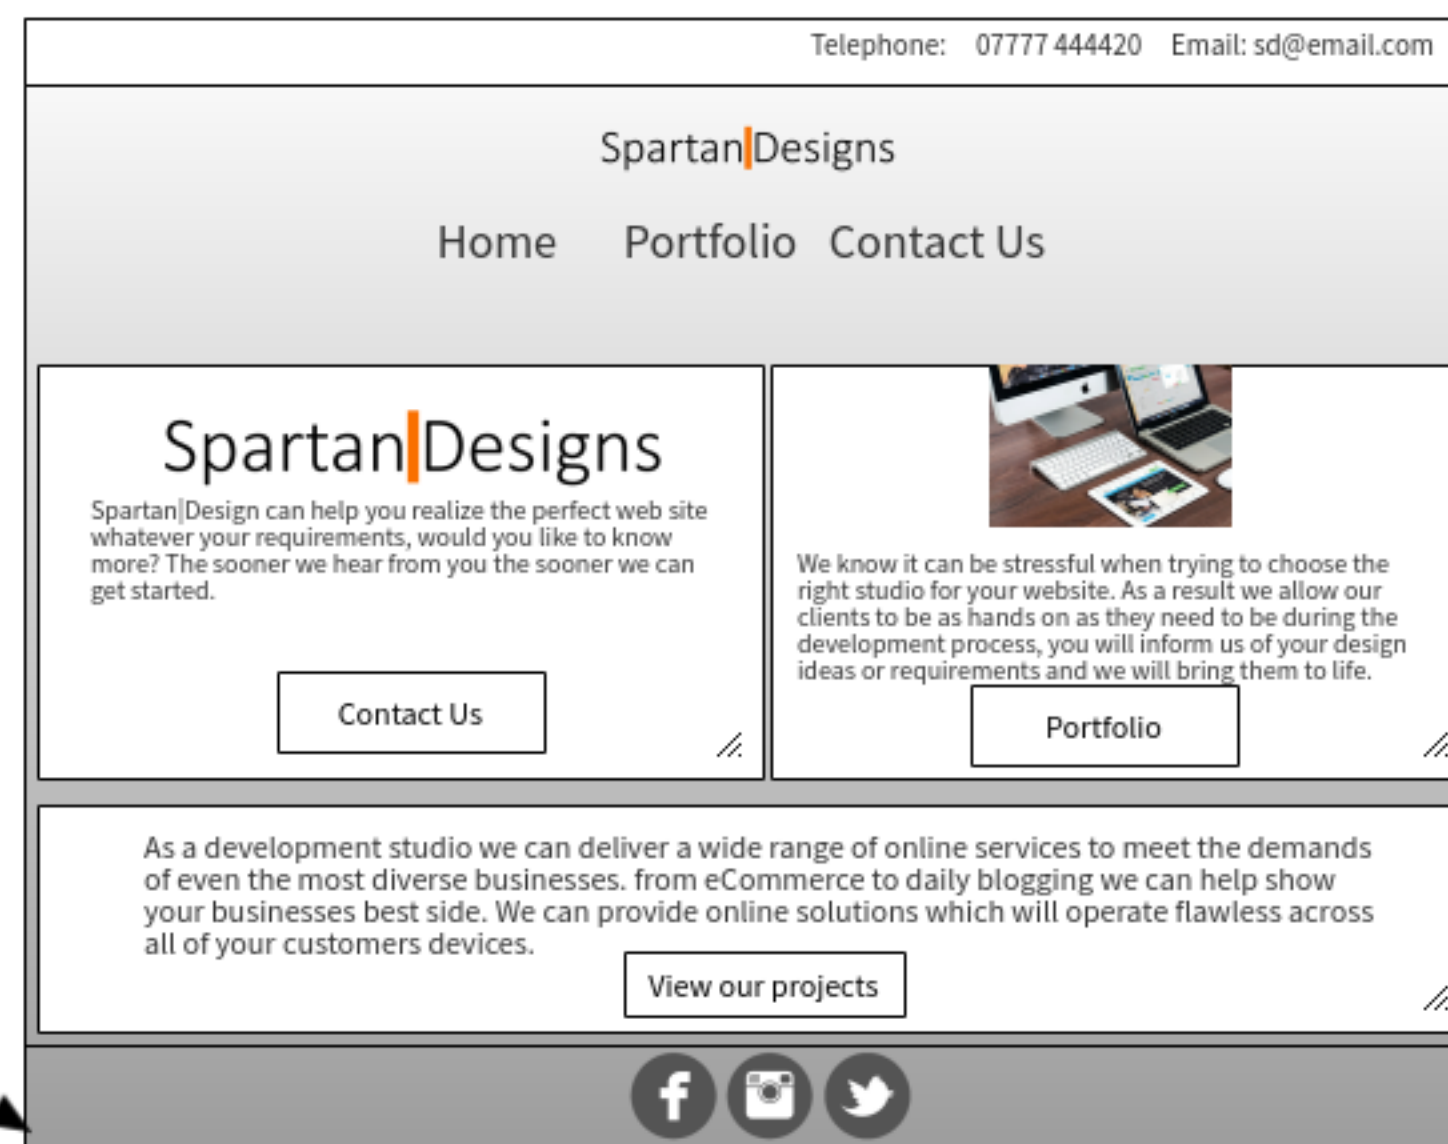 Telephone: 07777 444420 Email: sd@email.com
Spartan|Designs
Home Portfolio Contact Us
Spartan|Designs
Spartan|Design can help you realize the perfect web site
whatever your requirements, would you like to know
more? The sooner we hear from you the sooner we can
get started.
Contact Us
We know it can be stressful when trying to choose the
right studio for your website. As a result we allow our
clients to be as hands on as they need to be during the
development process, you will inform us of your design
ideas or requirements and we will bring them to life.
Portfolio
As a development studio we can deliver a wide range of online services to meet the demands
of even the most diverse businesses. from eCommerce to daily blogging we can help show
your businesses best side. We can provide online solutions which will operate flawless across
all of your customers devices.
View our projects